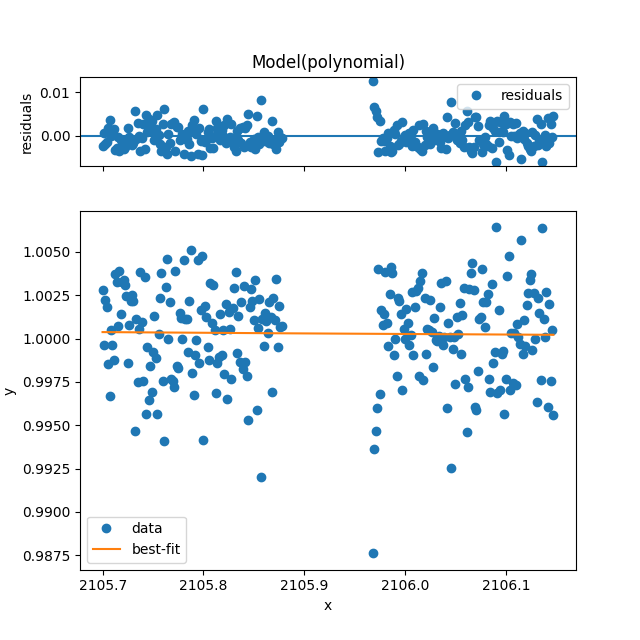 Model(polynomial)
residuals
0.01
0.00
residuals
1.0050
1.0025
1.0000
0.9975
0.9950
0.9925
0.9900
0.9875
y
data
best-fit
2105.7
2105.8
2105.9
2106.0
2106.1
x